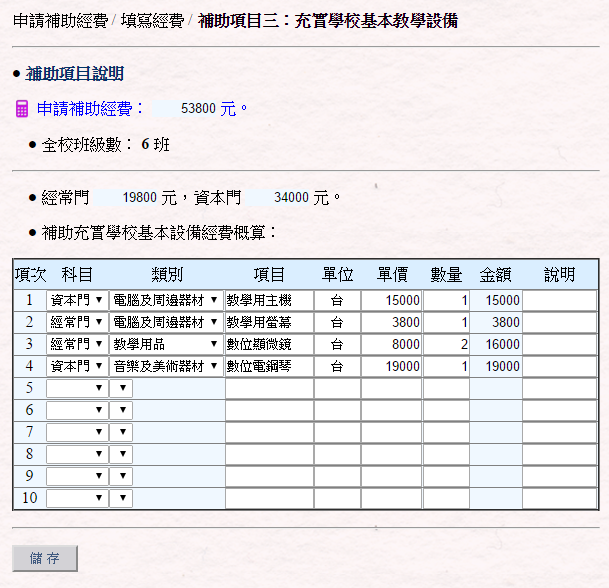 申請補助經費 / 填寫經費 / 補助項目三：充實學校基本教學設備
● 補助項目說明
申請補助經費： 53800 元。
● 全校班級數： 6 班
● 經常門 19800 元，資本門 34000 元。
● 補助充實學校基本設備經費概算：
項次 科目 類別 項目 單位 單價 數量 金額 說明
1 資本門 ▼ 電腦及周邊器材 ▼ 教學用主機 台 15000 1 15000
2 經常門 ▼ 電腦及周邊器材 ▼ 教學用螢幕 台 3800 1 3800
3 經常門 ▼ 教學用品 ▼ 數位顯微鏡 台 8000 2 16000
4 資本門 ▼ 音樂及美術器材 ▼ 數位電鋼琴 台 19000 1 19000
5 ▼ ▼
6 ▼ ▼
7 ▼ ▼
8 ▼ ▼
9 ▼ ▼
10 ▼ ▼
儲存